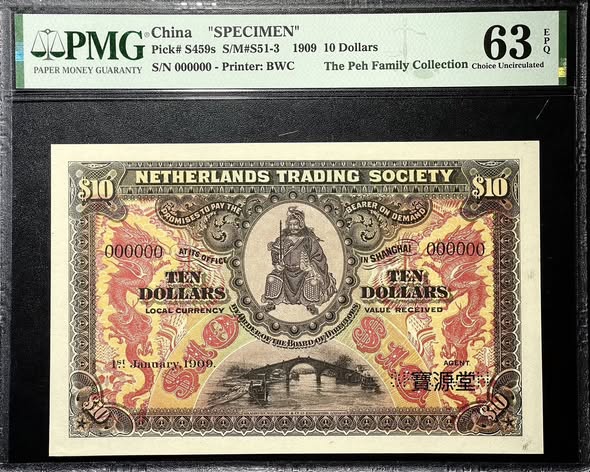 PMG
PAPER MONEY GUARANTY
China "SPECIMEN"
Pick# S459s S/M#S51-3 1909 10 Dollars
S/N 000000 - Printer: BWC The Peh Family Collection
63 EPQ
Choice Uncirculated
NETHERLANDS TRADING SOCIETY
$10 $10
PROMISES TO PAY THE BEARER ON DEMAND
000000 AT ITS OFFICE IN SHANGHAI 000000
TEN DOLLARS TEN DOLLARS
LOCAL CURRENCY VALUE RECEIVED
BY ORDER OF THE BOARD OF DIRECTORS
1st January, 1909.
AGENT
寶源堂
$10 $10